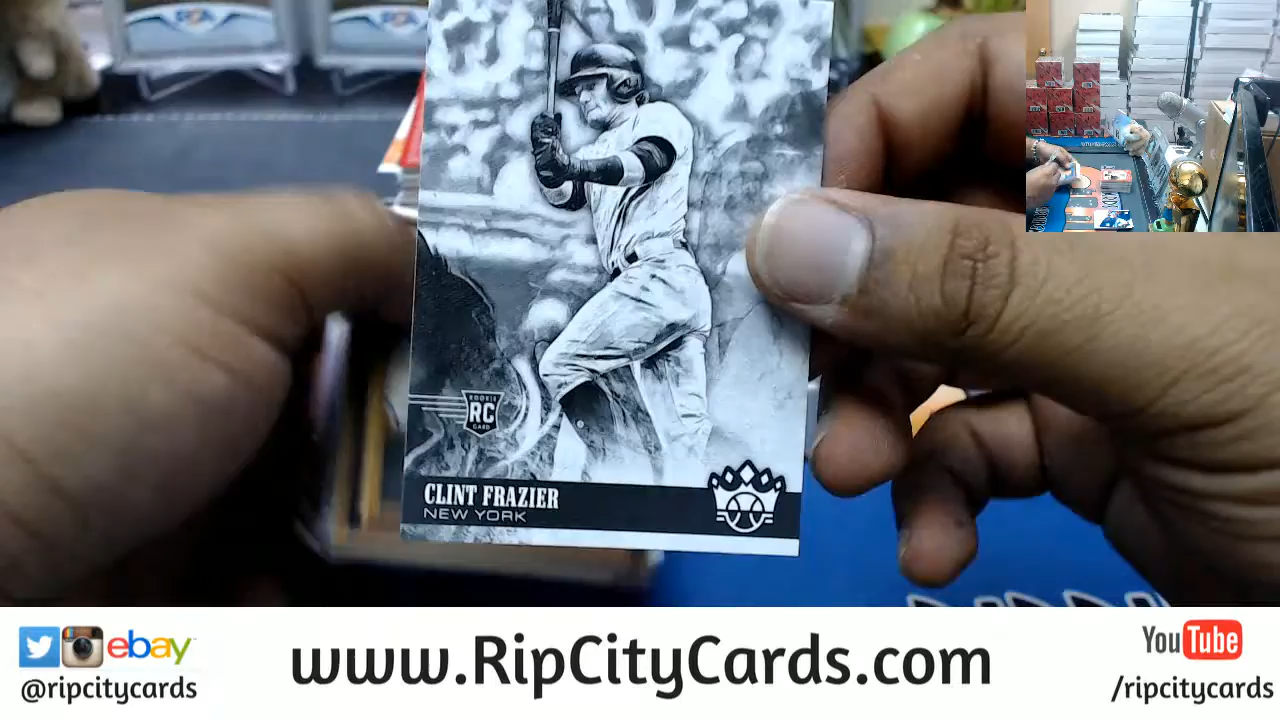 ROOKIE
RC
CARD
CLINT FRAZIER
NEW YORK
ebay
@ripcitycards
www.RipCityCards.com
YouTube
/ripcitycards